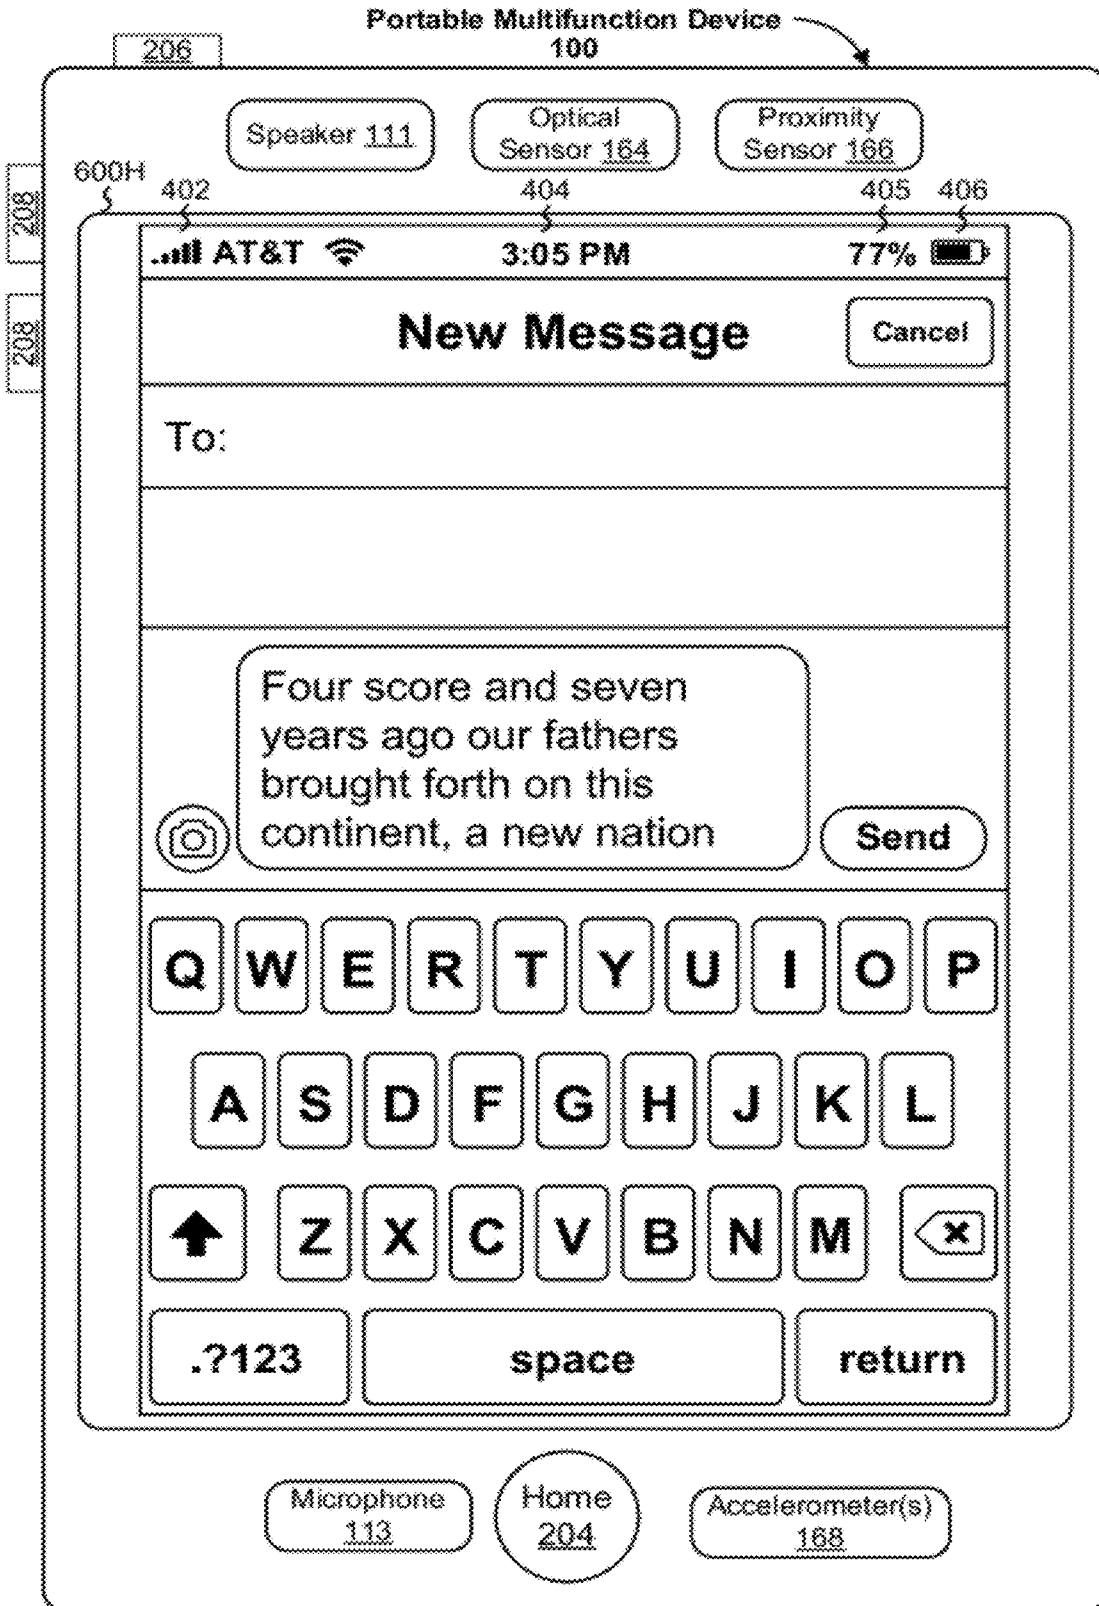 Portable Multifunction Device
100
206
Speaker 111
Optical
Sensor 164
Proximity
Sensor 166
208
208
600H
402
404
405
406
AT&T
3:05 PM
77%
New Message
Cancel
To:
Four score and seven
years ago our fathers
brought forth on this
continent, a new nation
Send
Q W E R T Y U I O P
A S D F G H J K L
Z X C V B N M
.?123
space
return
Microphone
113
Home
204
Accelerometer(s)
168